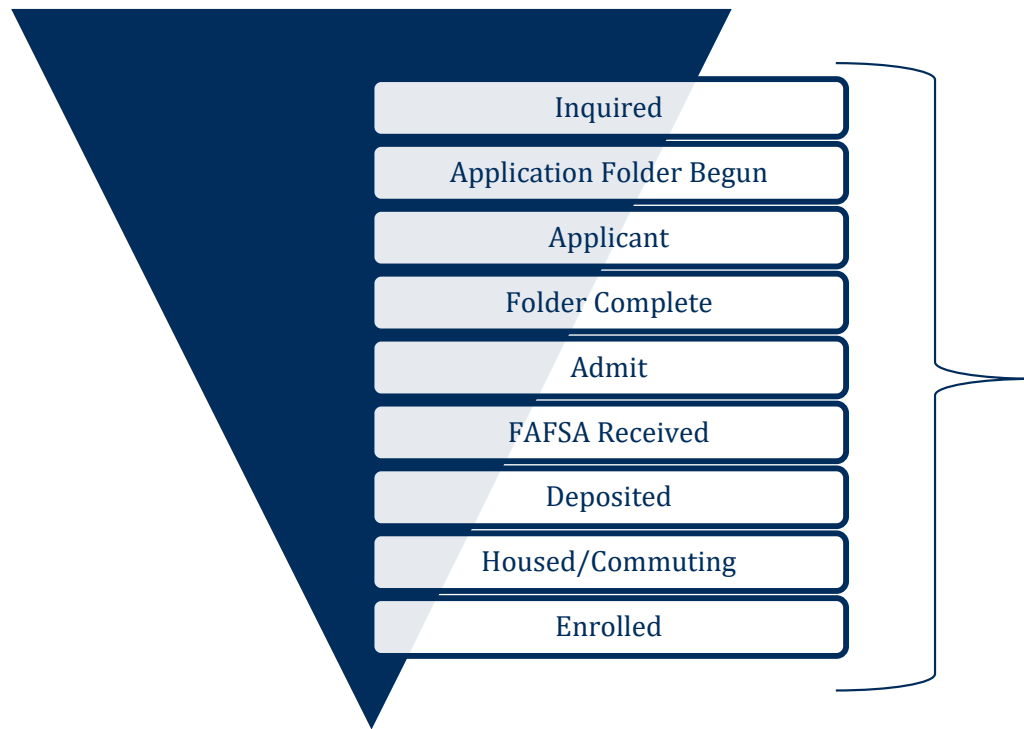 Inquired
Application Folder Begun
Applicant
Folder Complete
Admit
FAFSA Received
Deposited
Housed/Commuting
Enrolled